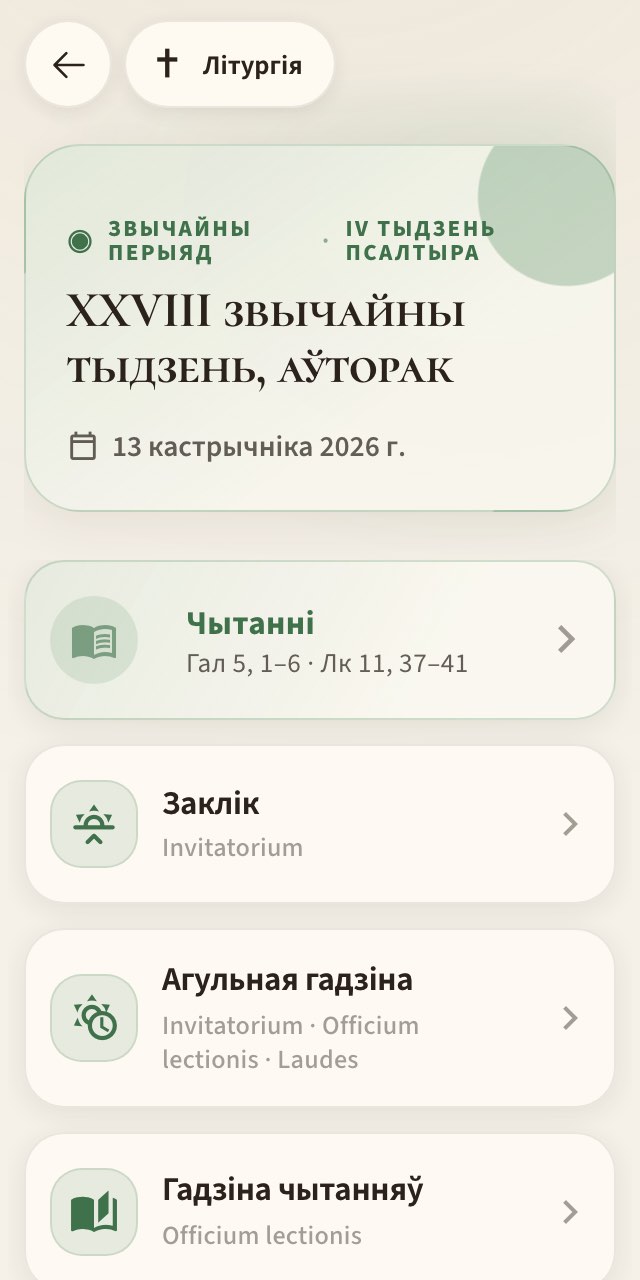 Літургія
ЗВЫЧАЙНЫ
ПЕРЫЯД
·
IV ТЫДЗЕНЬ
ПСАЛТЫРА
XXVIII ЗВЫЧАЙНЫ
ТЫДЗЕНЬ, АЎТОРАК
13 кастрычніка 2026 г.
Чытанні
Гал 5, 1–6 · Лк 11, 37–41
Заклік
Invitatorium
Агульная гадзіна
Invitatorium · Officium
lectionis · Laudes
Гадзіна чытанняў
Officium lectionis